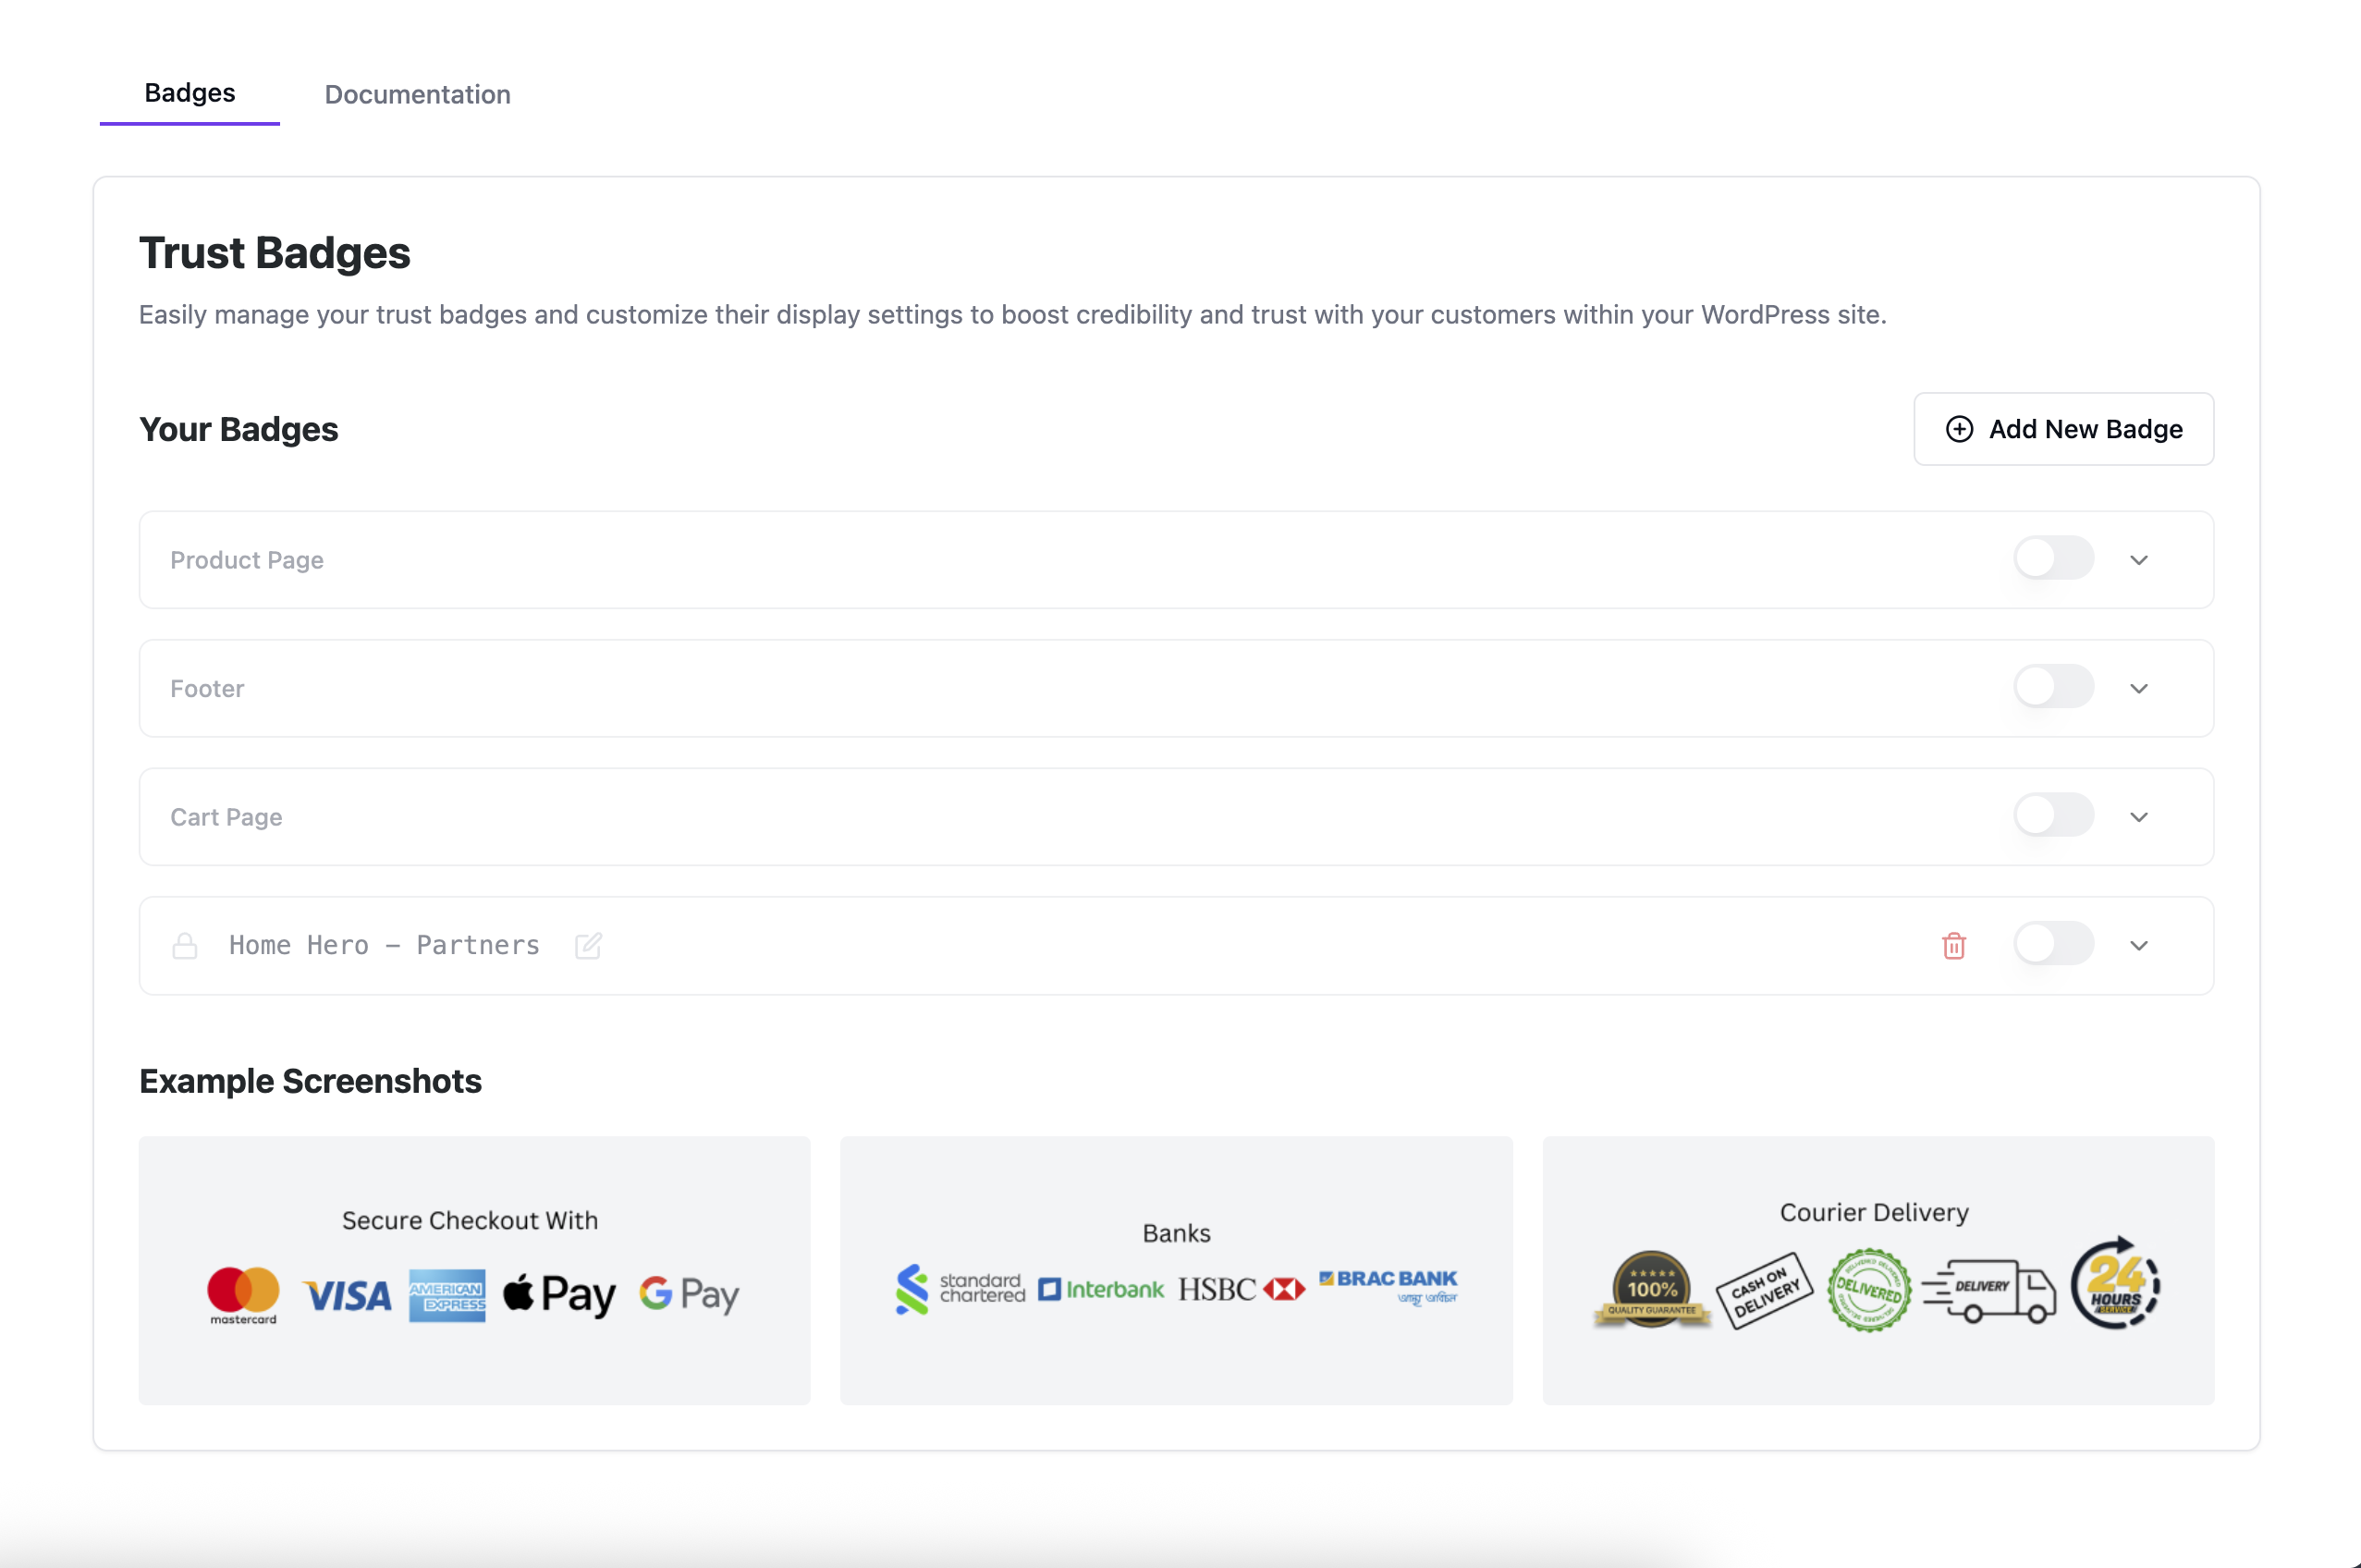 Badges
Documentation
Trust Badges
Easily manage your trust badges and customize their display settings to boost credibility and trust with your customers within your WordPress site.
Your Badges
Add New Badge
Product Page
Footer
Cart Page
Home Hero – Partners
Example Screenshots
Secure Checkout With
mastercard
VISA
AMERICAN
EXPRESS
Pay
G Pay
Banks
standard
chartered
Interbank
HSBC
BRAC BANK
Courier Delivery
100%
QUALITY GUARANTEE
CASH ON
DELIVERY
DELIVERED
DELIVERY
24
HOURS
SERVICE